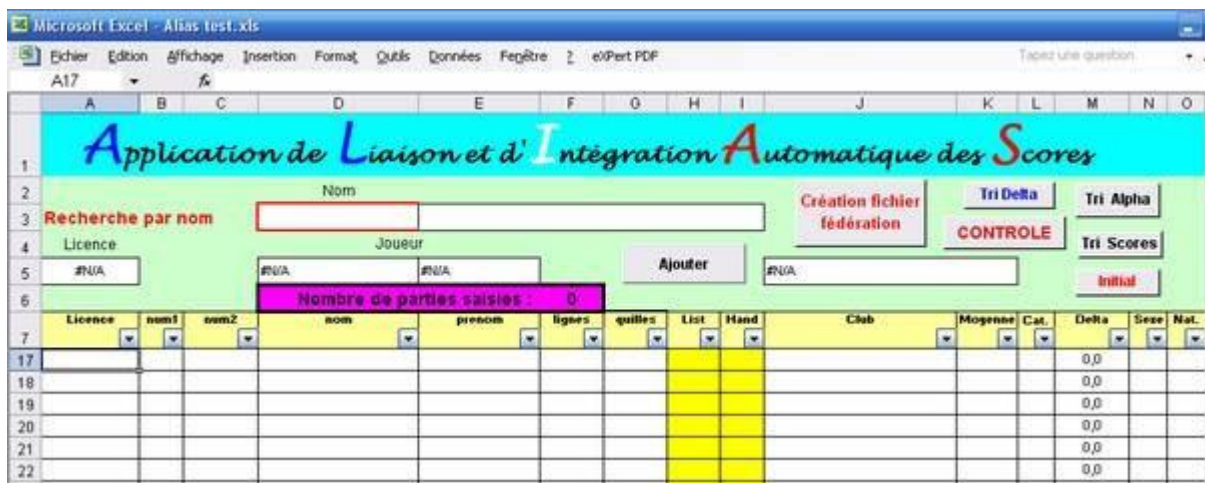 Microsoft Excel - Alias test.xls
Fichier Edition Affichage Insertion Format Outils Données Fenêtre ? eXPert PDF Tapez une question
A17 fx
A B C D E F G H I J K L M N O
1 Application de Liaison et d'Intégration Automatique des Scores
2 Nom Création fichier fédération Tri Delta Tri Alpha
3 Recherche par nom CONTROLE
4 Licence Joueur Tri Scores
5 #N/A #N/A #N/A Ajouter #N/A Initial
6 Nombre de parties saisies : 0
7 Licence num1 num2 nom prenom lignes quilles List Hand Club Moyenne Cat. Delta Sexe Nat.
17 0,0
18 0,0
19 0,0
20 0,0
21 0,0
22 0,0